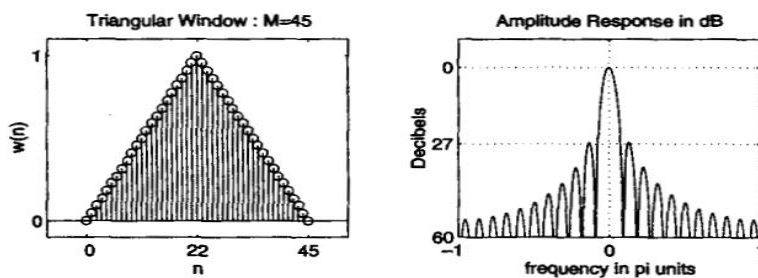 Triangular Window : M=45
1
w(n)
0
0 22 45
n
Amplitude Response in dB
0
Decibels
27
60
-1 0 1
frequency in pi units